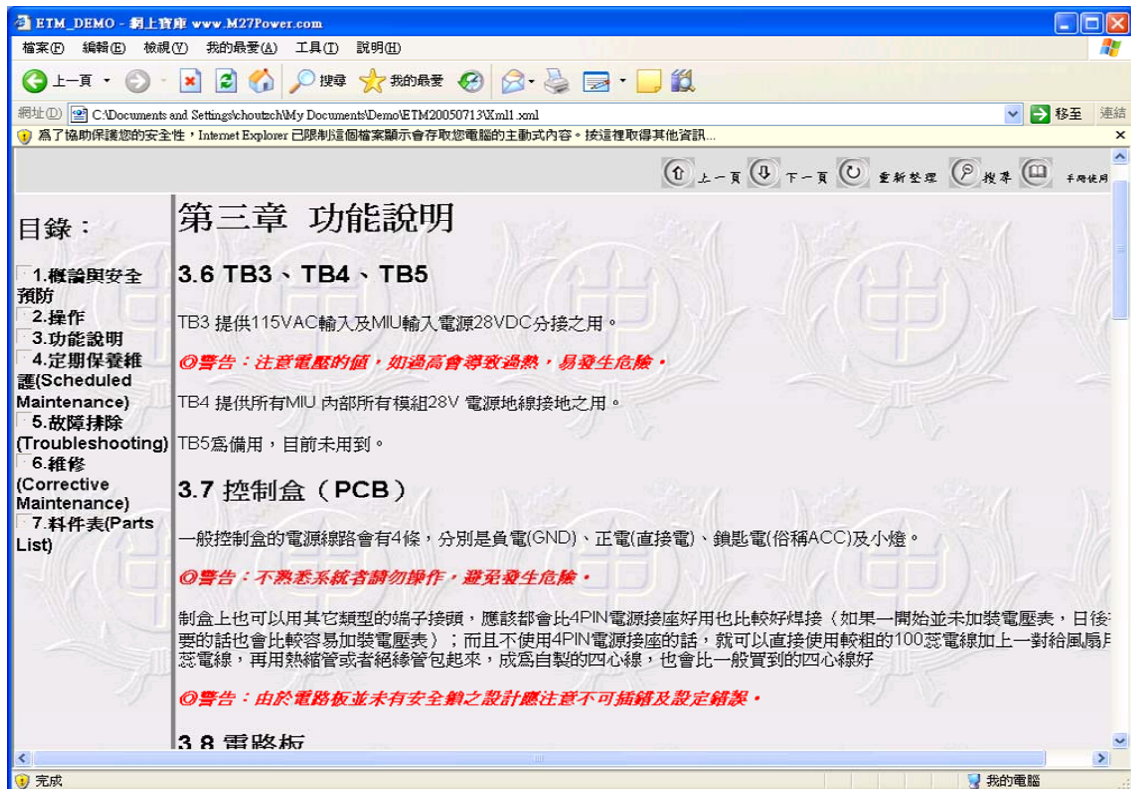 ETM_DEMO - 網上寶庫 www.M27Power.com
檔案(F) 編輯(E) 檢視(V) 我的最愛(A) 工具(T) 說明(H)
上一頁 搜尋 我的最愛
網址(D) C:\Documents and Settings\choutzch\My Documents\Demo\ETM20050713\Xml1.xml 移至 連結
為了協助保護您的安全性，Internet Explorer 已限制這個檔案顯示會存取您電腦的主動式內容。按這裡取得其他資訊...
上一頁 下一頁 重新整理 搜尋 手冊使用
目錄：
1.概論與安全
預防
2.操作
3.功能說明
4.定期保養維
護(Scheduled
Maintenance)
5.故障排除
(Troubleshooting)
6.維修
(Corrective
Maintenance)
7.料件表(Parts
List)
第三章 功能說明
3.6 TB3、TB4、TB5
TB3 提供115VAC輸入及MIU輸入電源28VDC分接之用。
◎警告：注意電壓的值，如過高會導致過熱，易發生危險。
TB4 提供所有MIU 內部所有模組28V 電源地線接地之用。
TB5為備用，目前未用到。
3.7 控制盒（PCB）
一般控制盒的電源線路會有4條，分別是負電(GND)、正電(直接電)、鎖匙電(俗稱ACC)及小燈。
◎警告：不熟悉系統者請勿操作，避免發生危險。
制盒上也可以用其它類型的端子接頭，應該都會比4PIN電源接座好用也比較好焊接（如果一開始並未加裝電壓表，日後
要的話也會比較容易加裝電壓表）；而且不使用4PIN電源接座的話，就可以直接使用較粗的100蕊電線加上一對給風扇
蕊電線，再用熱縮管或者絕緣管包起來，成為自製的四心線，也會比一般買到的四心線好
◎警告：由於電路板並未有安全鎖之設計應注意不可插錯及設定錯誤。
3.8 電路板
完成 我的電腦